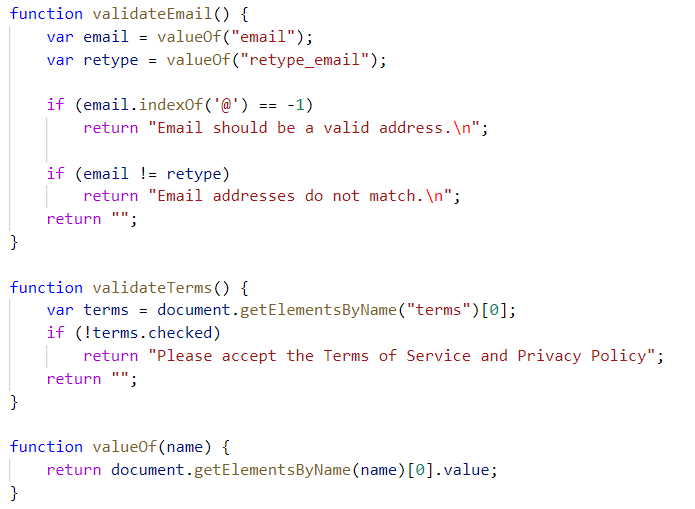 function validateEmail() {
    var email = valueOf("email");
    var retype = valueOf("retype_email");

    if (email.indexOf('@') == -1)
        return "Email should be a valid address.\n";

    if (email != retype)
        return "Email addresses do not match.\n";
    return "";
}

function validateTerms() {
    var terms = document.getElementsByName("terms")[0];
    if (!terms.checked)
        return "Please accept the Terms of Service and Privacy Policy";
    return "";
}

function valueOf(name) {
    return document.getElementsByName(name)[0].value;
}